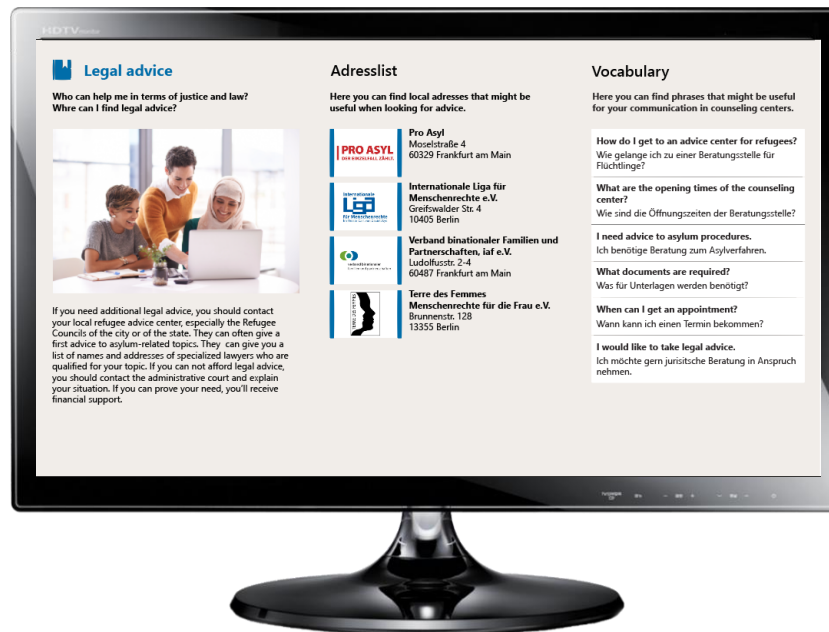 HDTV
Legal advice
Who can help me in terms of justice and law?
Whre can I find legal advice?
If you need additional legal advice, you should contact
your local refugee advice center, especially the Refugee
Councils of the city or of the state. They can often give a
first advice to asylum-related topics. They can give you a
list of names and addresses of specialized lawyers who are
qualified for your topic. If you can not afford legal advice,
you should contact the administrative court and explain
your situation. If you can prove your need, you'll receive
financial support.
Adresslist
Here you can find local adresses that might be
useful when looking for advice.
PRO ASYL
DER EINZELFALL ZÄHLT.
Pro Asyl
Moselstraße 4
60329 Frankfurt am Main
Internationale
Liga
für Menschenrechte
Internationale Liga für
Menschenrechte e.V.
Greifswalder Str. 4
10405 Berlin
Verband binationaler Familien und
Partnerschaften, iaf e.V.
Ludolfusstr. 2-4
60487 Frankfurt am Main
Terre des Femmes
Menschenrechte für die Frau e.V.
Brunnenstr. 128
13355 Berlin
Vocabulary
Here you can find phrases that might be useful
for your communication in counseling centers.
How do I get to an advice center for refugees?
Wie gelange ich zu einer Beratungsstelle für
Flüchtlinge?
What are the opening times of the counseling
center?
Wie sind die Öffnungszeiten der Beratungsstelle?
I need advice to asylum procedures.
Ich benötige Beratung zum Asylverfahren.
What documents are required?
Was für Unterlagen werden benötigt?
When can I get an appointment?
Wann kann ich einen Termin bekommen?
I would like to take legal advice.
Ich möchte gern jurisitsche Beratung in Anspruch
nehmen.